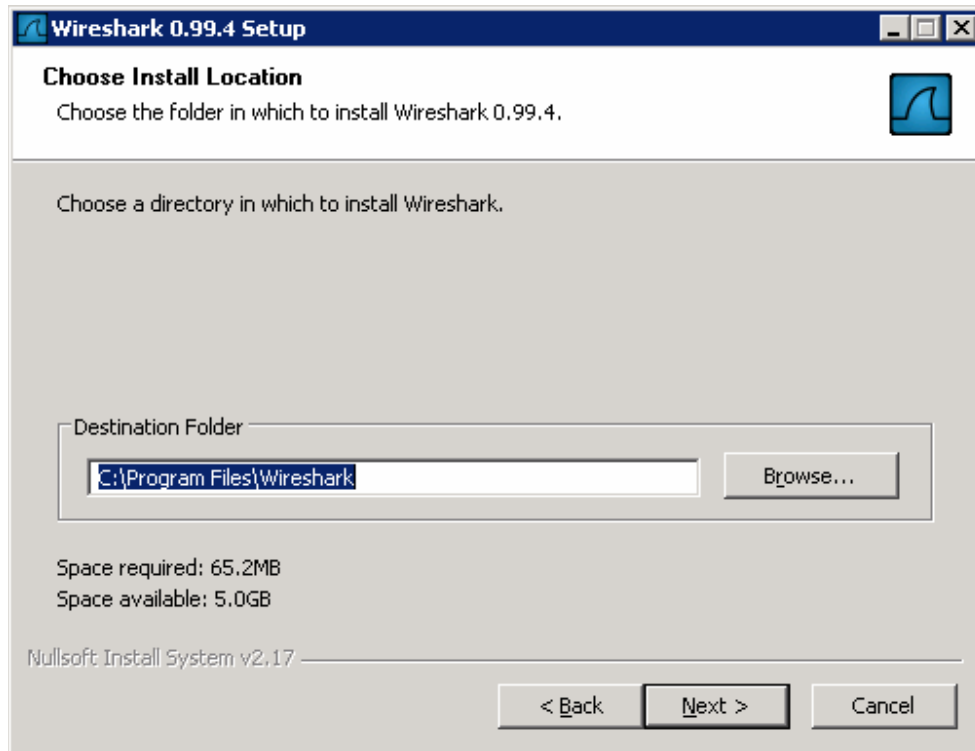 Wireshark 0.99.4 Setup
Choose Install Location
Choose the folder in which to install Wireshark 0.99.4.
Choose a directory in which to install Wireshark.
Destination Folder
C:\Program Files\Wireshark
Browse...
Space required: 65.2MB
Space available: 5.0GB
Nullsoft Install System v2.17
< Back
Next >
Cancel